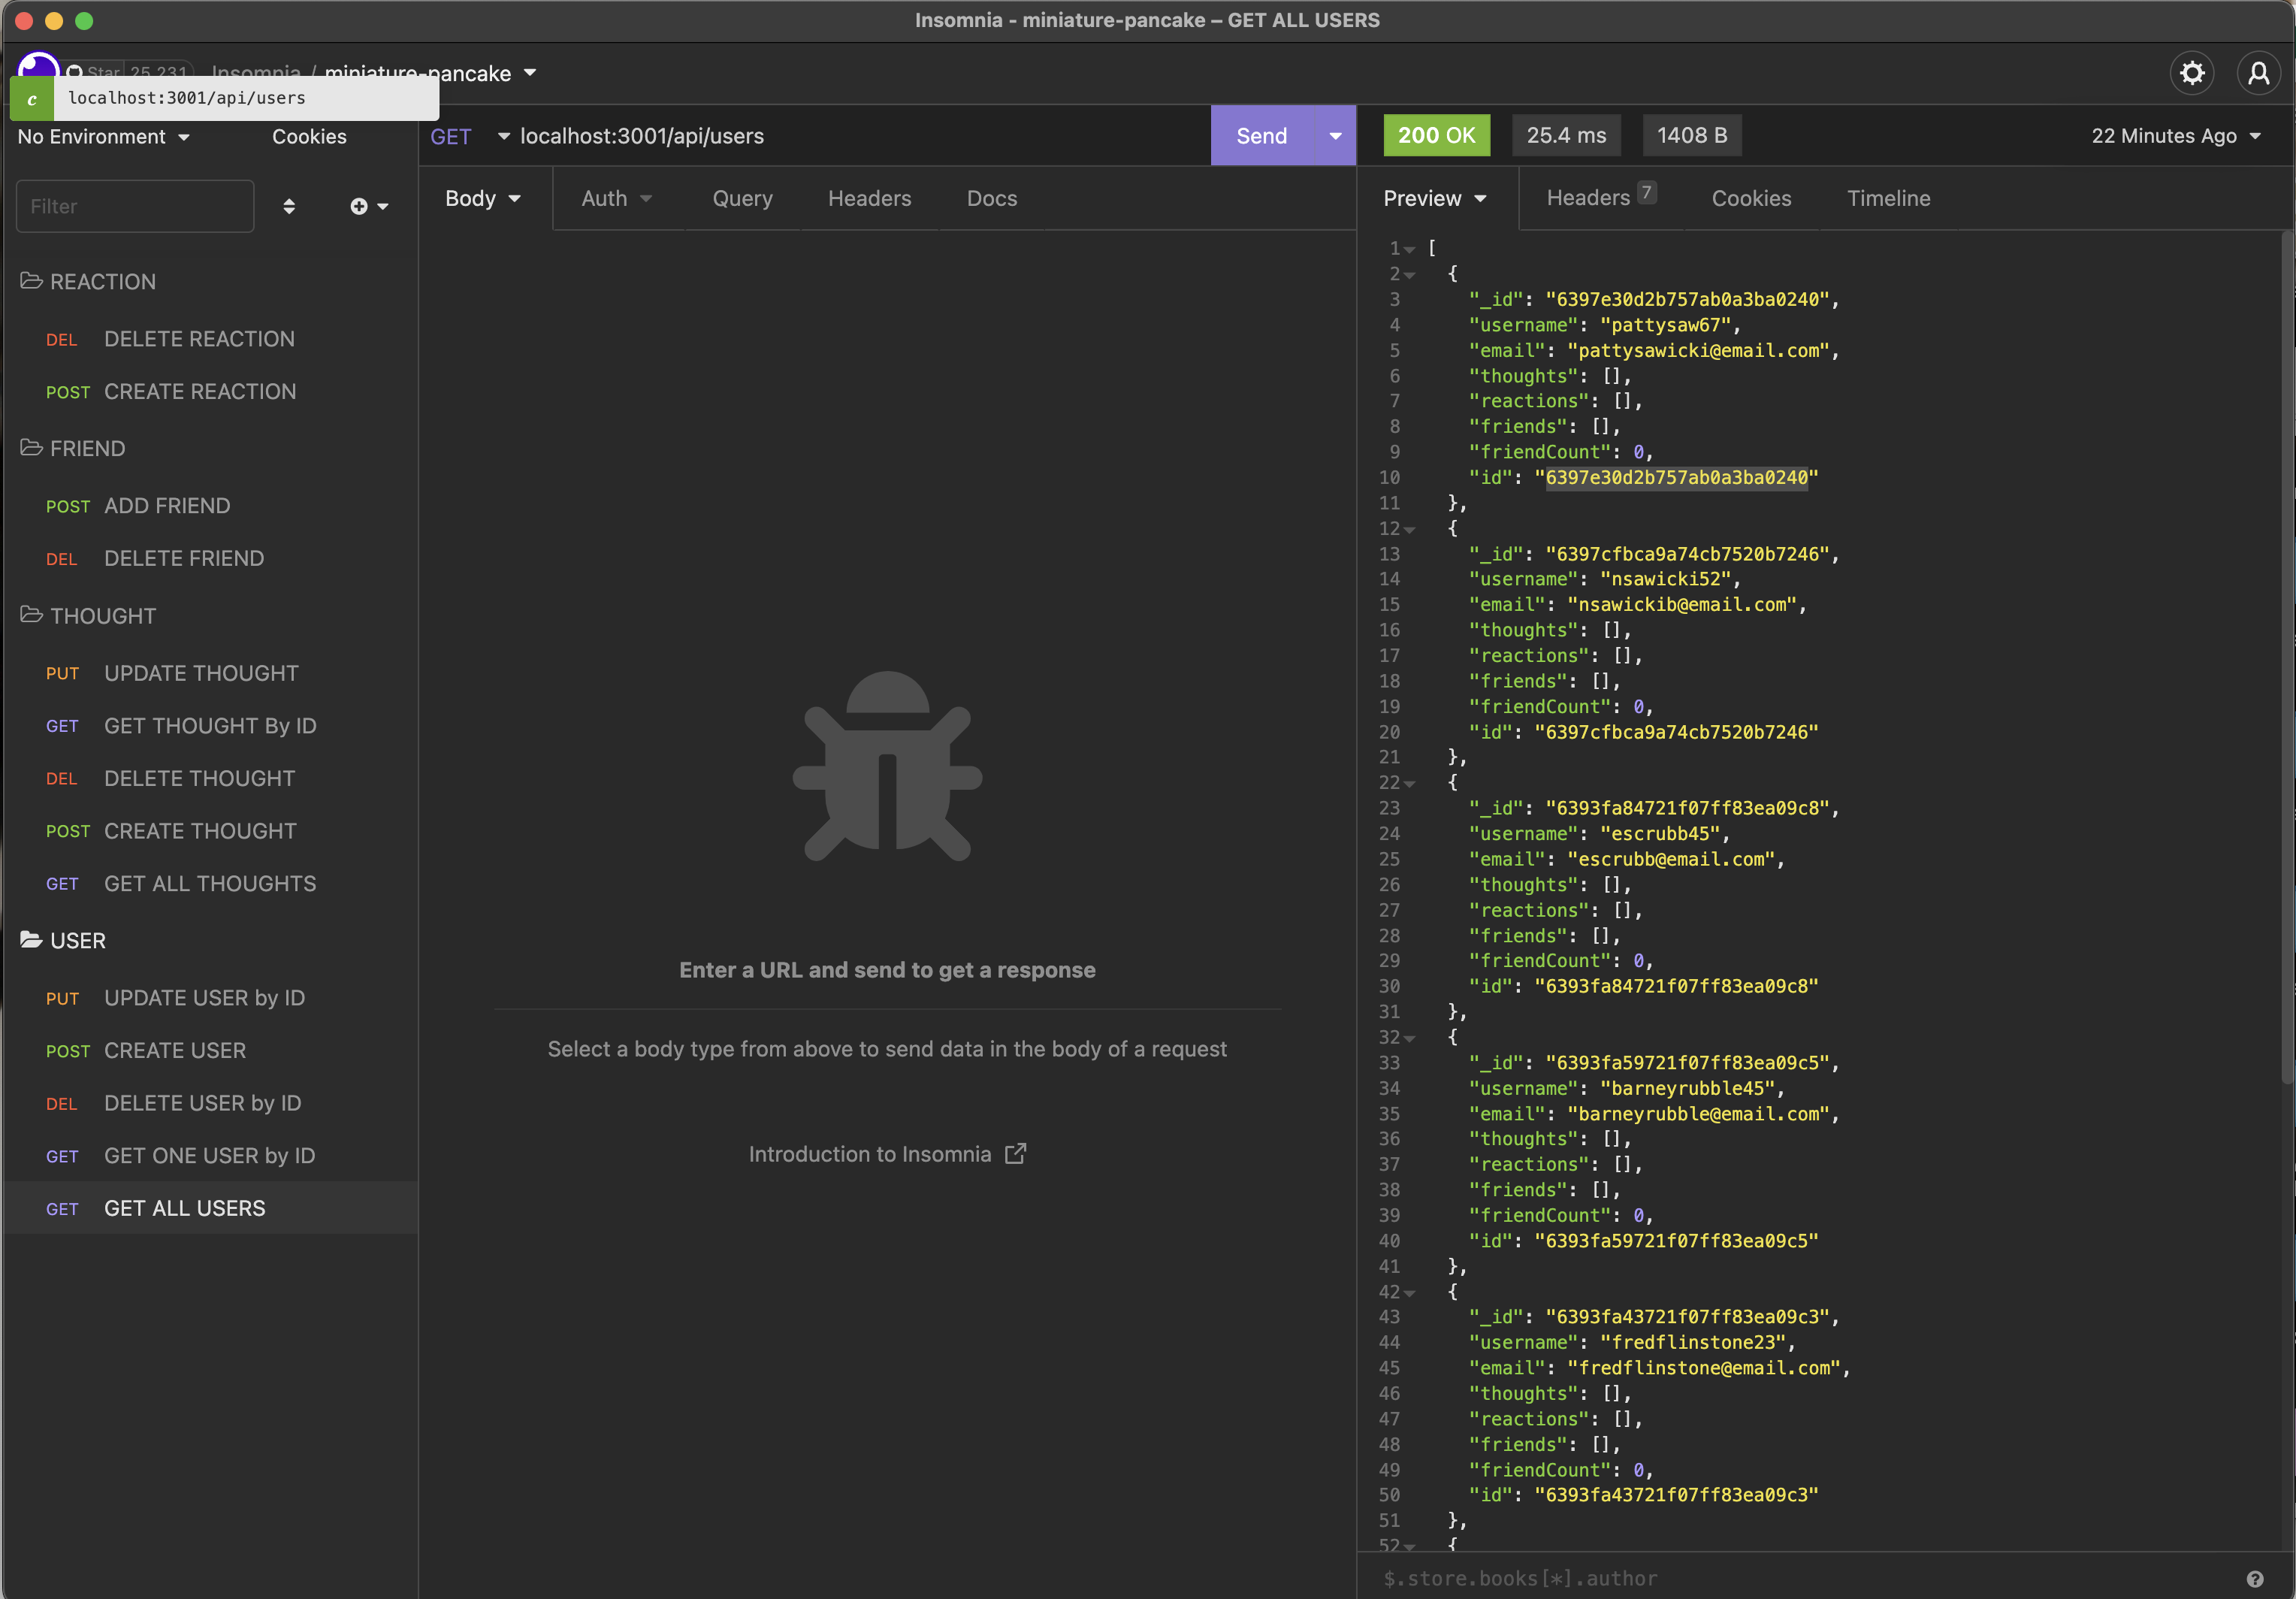 Insomnia - miniature-pancake – GET ALL USERS
Star 25,231
Insomnia / miniature-pancake
c localhost:3001/api/users
No Environment
Cookies
GET localhost:3001/api/users
Send
200 OK
25.4 ms
1408 B
22 Minutes Ago
Filter
Body
Auth
Query
Headers
Docs
Preview
Headers 7
Cookies
Timeline
REACTION
DEL DELETE REACTION
POST CREATE REACTION
FRIEND
POST ADD FRIEND
DEL DELETE FRIEND
THOUGHT
PUT UPDATE THOUGHT
GET GET THOUGHT By ID
DEL DELETE THOUGHT
POST CREATE THOUGHT
GET GET ALL THOUGHTS
USER
PUT UPDATE USER by ID
POST CREATE USER
DEL DELETE USER by ID
GET GET ONE USER by ID
GET GET ALL USERS
Enter a URL and send to get a response
Select a body type from above to send data in the body of a request
Introduction to Insomnia
1 [
2 {
3 "_id": "6397e30d2b757ab0a3ba0240",
4 "username": "pattysaw67",
5 "email": "pattysawicki@email.com",
6 "thoughts": [],
7 "reactions": [],
8 "friends": [],
9 "friendCount": 0,
10 "id": "6397e30d2b757ab0a3ba0240"
11 },
12 {
13 "_id": "6397cfbca9a74cb7520b7246",
14 "username": "nsawicki52",
15 "email": "nsawickib@email.com",
16 "thoughts": [],
17 "reactions": [],
18 "friends": [],
19 "friendCount": 0,
20 "id": "6397cfbca9a74cb7520b7246"
21 },
22 {
23 "_id": "6393fa84721f07ff83ea09c8",
24 "username": "escrubb45",
25 "email": "escrubb@email.com",
26 "thoughts": [],
27 "reactions": [],
28 "friends": [],
29 "friendCount": 0,
30 "id": "6393fa84721f07ff83ea09c8"
31 },
32 {
33 "_id": "6393fa59721f07ff83ea09c5",
34 "username": "barneyrubble45",
35 "email": "barneyrubble@email.com",
36 "thoughts": [],
37 "reactions": [],
38 "friends": [],
39 "friendCount": 0,
40 "id": "6393fa59721f07ff83ea09c5"
41 },
42 {
43 "_id": "6393fa43721f07ff83ea09c3",
44 "username": "fredflinstone23",
45 "email": "fredflinstone@email.com",
46 "thoughts": [],
47 "reactions": [],
48 "friends": [],
49 "friendCount": 0,
50 "id": "6393fa43721f07ff83ea09c3"
51 },
52 {
$.store.books[*].author